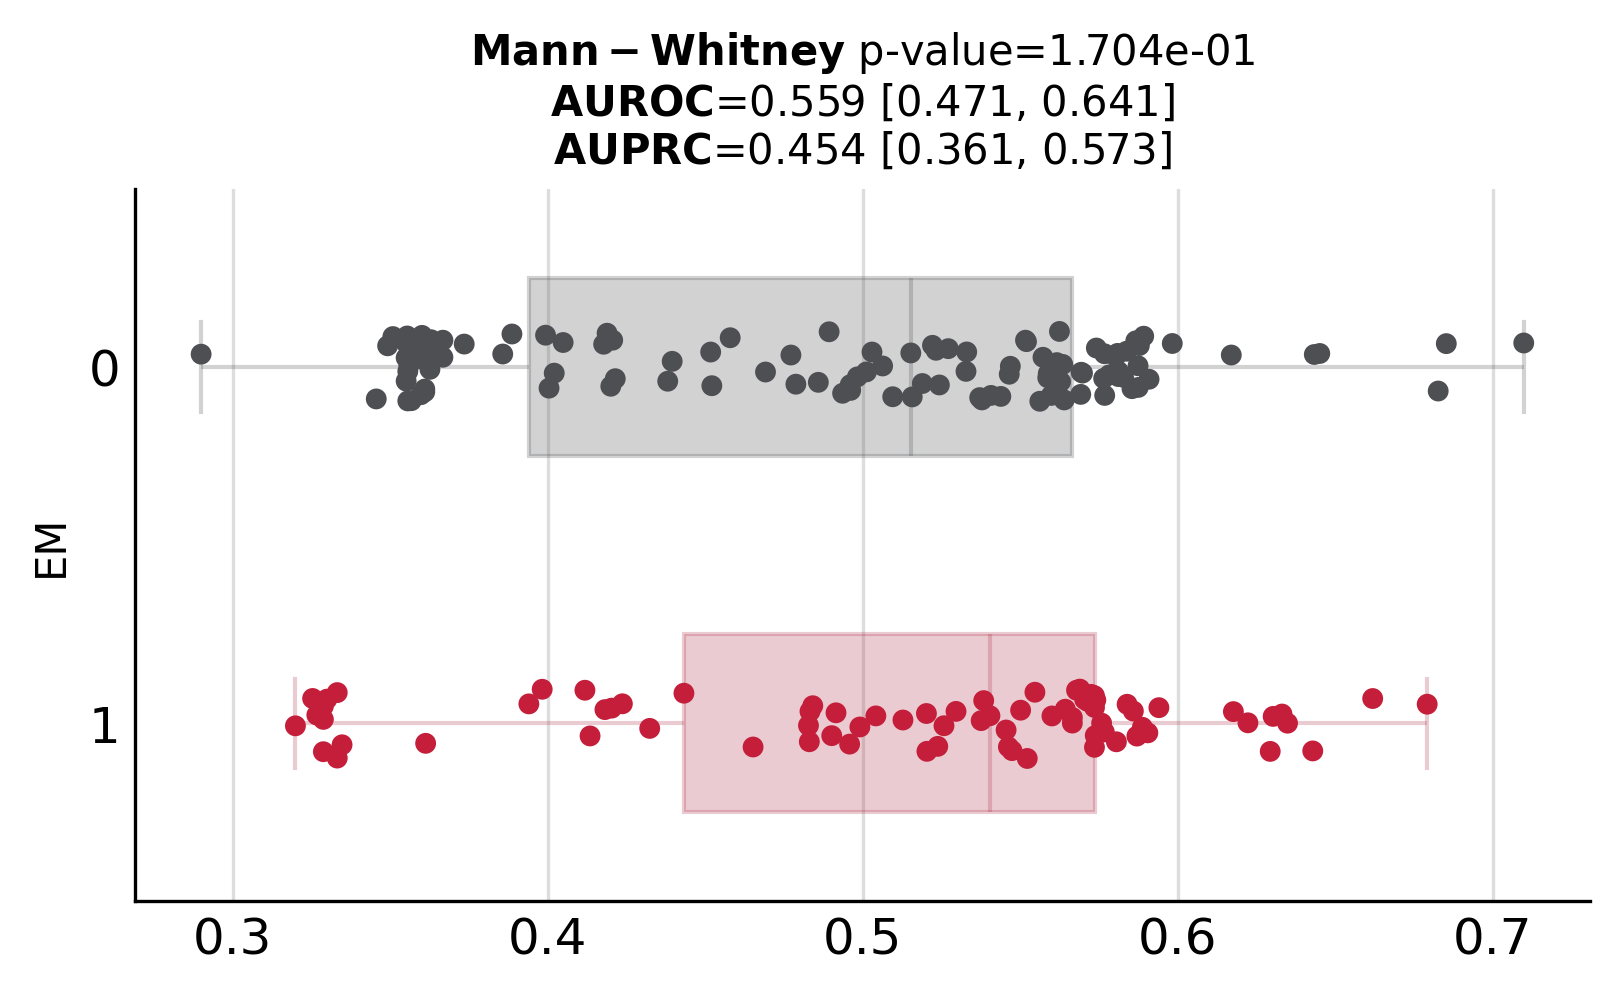 Mann−Whitney p-value=1.704e-01
AUROC=0.559 [0.471, 0.641]
AUPRC=0.454 [0.361, 0.573]
0
EM
1
0.3 0.4 0.5 0.6 0.7